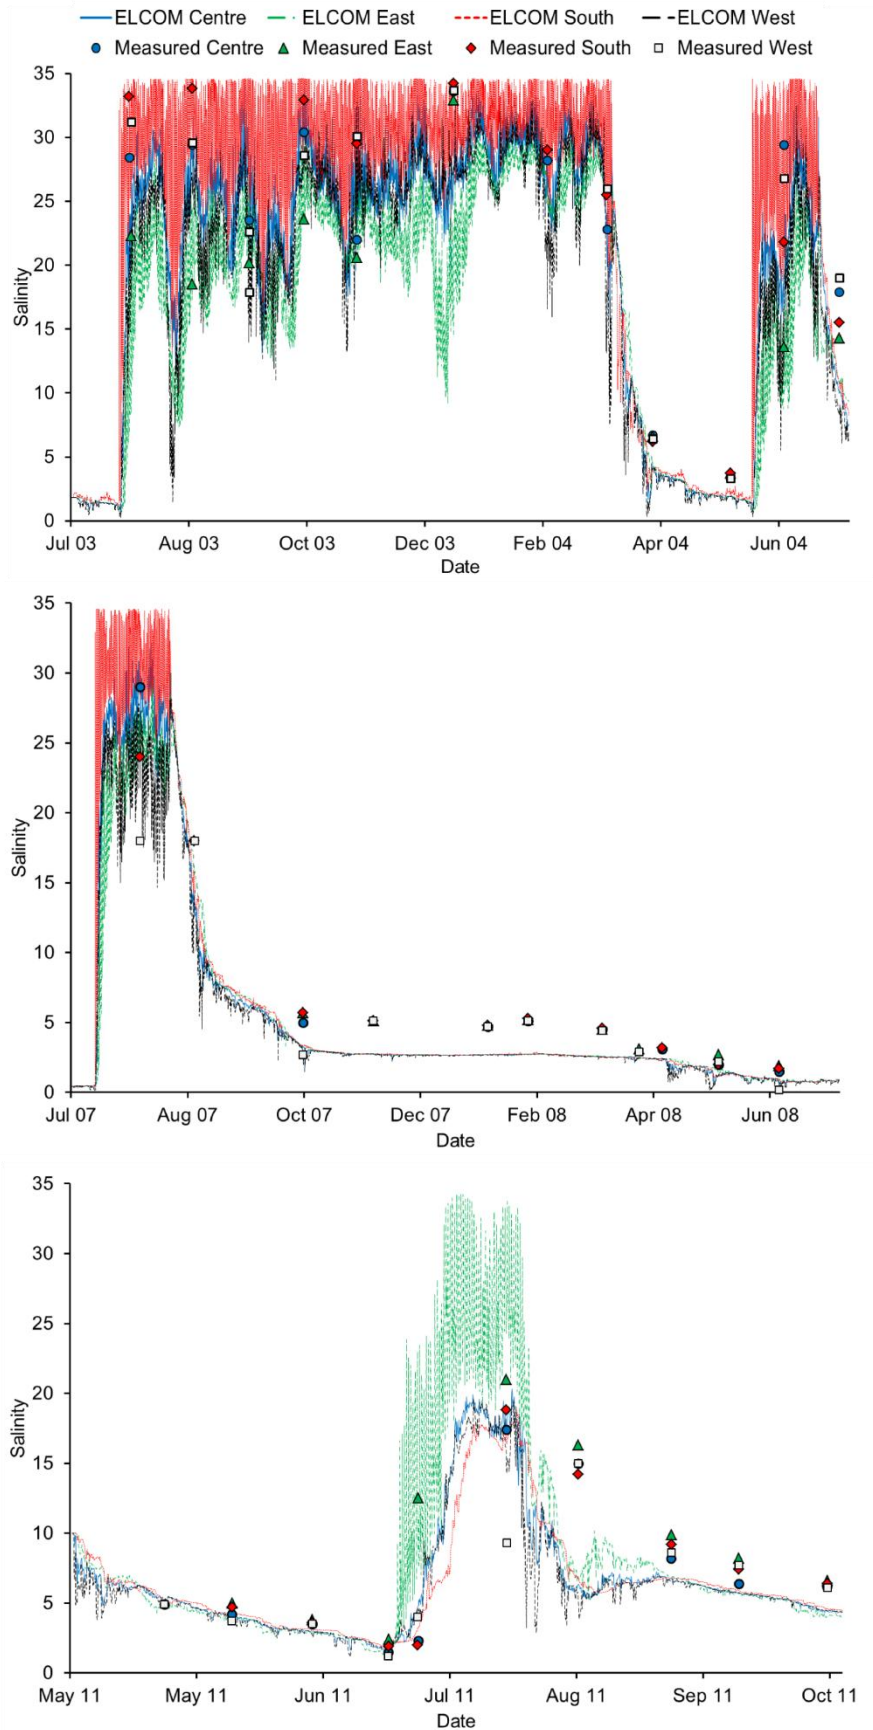 ELCOM Centre ELCOM East ELCOM South ELCOM West
Measured Centre Measured East Measured South Measured West
35
30
25
20
15
10
5
0
Salinity
Jul 03 Aug 03 Oct 03 Dec 03 Feb 04 Apr 04 Jun 04
Date
35
30
25
20
15
10
5
0
Salinity
Jul 07 Aug 07 Oct 07 Dec 07 Feb 08 Apr 08 Jun 08
Date
35
30
25
20
15
10
5
0
Salinity
May 11 May 11 Jun 11 Jul 11 Aug 11 Sep 11 Oct 11
Date